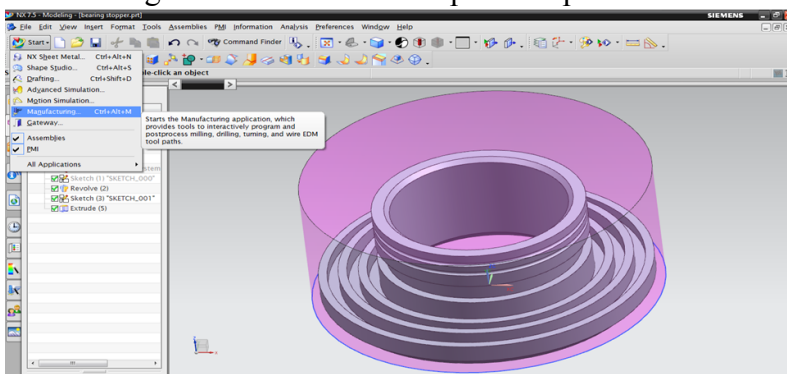 NX 7.5 - Modeling - [bearing stopper.prt]
SIEMENS
File Edit View Insert Format Tools Assemblies PMI Information Analysis Preferences Window Help
Start
Command Finder
NX Sheet Metal... Ctrl+Alt+N
Shape Studio... Ctrl+Alt+S
Drafting... Ctrl+Shift+D
Advanced Simulation...
Motion Simulation...
Manufacturing... Ctrl+Alt+M
Gateway...
Assemblies
PMI
All Applications
ble-click an object
Starts the Manufacturing application, which
provides tools to interactively program and
postprocess milling, drilling, turning, and wire EDM
tool paths.
Sketch (1) "SKETCH_000"
Revolve (2)
Sketch (3) "SKETCH_001"
Extrude (5)